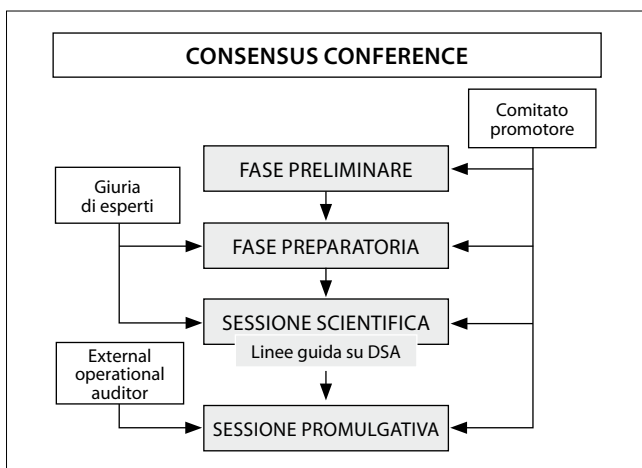 CONSENSUS CONFERENCE
Comitato
promotore
FASE PRELIMINARE
Giuria
di esperti
FASE PREPARATORIA
SESSIONE SCIENTIFICA
Linee guida su DSA
External
operational
auditor
SESSIONE PROMULGATIVA